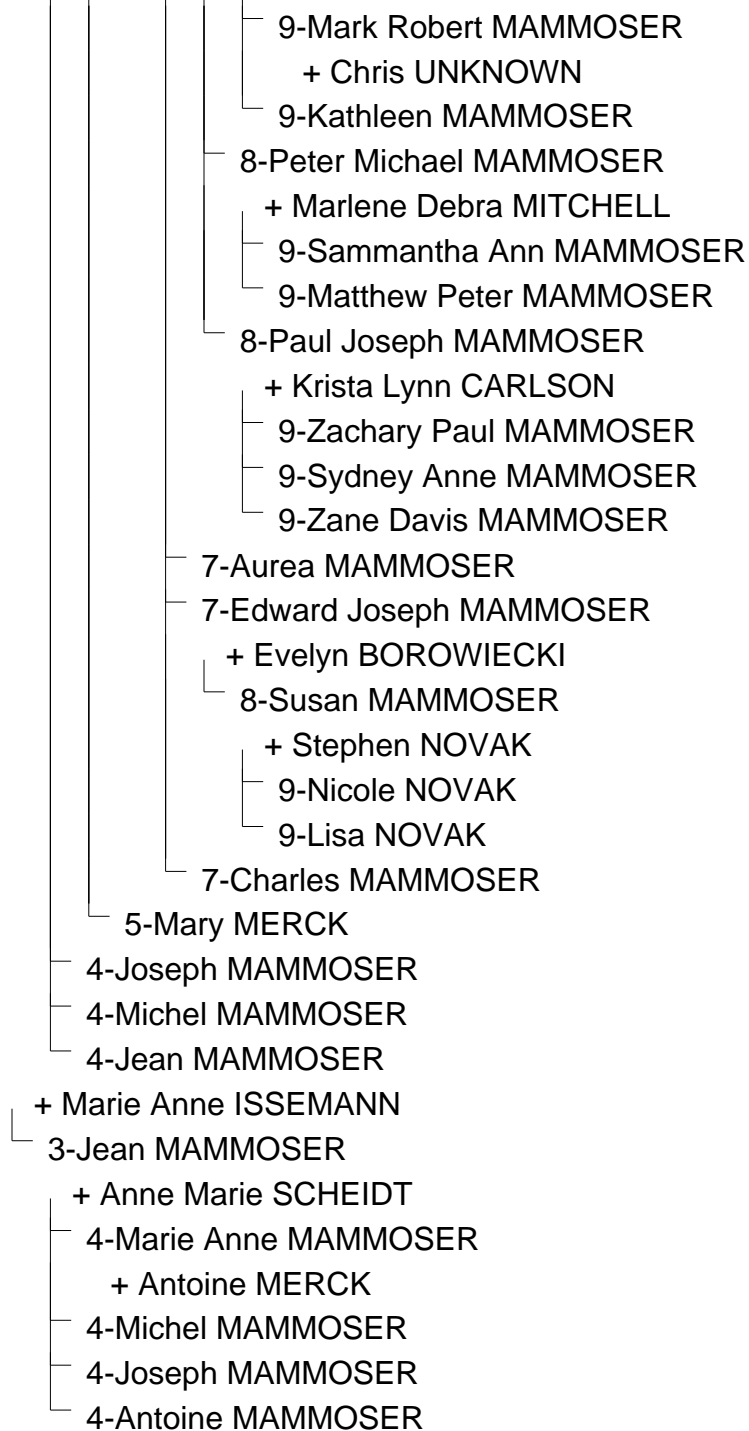 9-Mark Robert MAMMOSER
+ Chris UNKNOWN
9-Kathleen MAMMOSER
8-Peter Michael MAMMOSER
+ Marlene Debra MITCHELL
9-Sammantha Ann MAMMOSER
9-Matthew Peter MAMMOSER
8-Paul Joseph MAMMOSER
+ Krista Lynn CARLSON
9-Zachary Paul MAMMOSER
9-Sydney Anne MAMMOSER
9-Zane Davis MAMMOSER
7-Aurea MAMMOSER
7-Edward Joseph MAMMOSER
+ Evelyn BOROWIECKI
8-Susan MAMMOSER
+ Stephen NOVAK
9-Nicole NOVAK
9-Lisa NOVAK
7-Charles MAMMOSER
5-Mary MERCK
4-Joseph MAMMOSER
4-Michel MAMMOSER
4-Jean MAMMOSER
+ Marie Anne ISSEMANN
3-Jean MAMMOSER
+ Anne Marie SCHEIDT
4-Marie Anne MAMMOSER
+ Antoine MERCK
4-Michel MAMMOSER
4-Joseph MAMMOSER
4-Antoine MAMMOSER